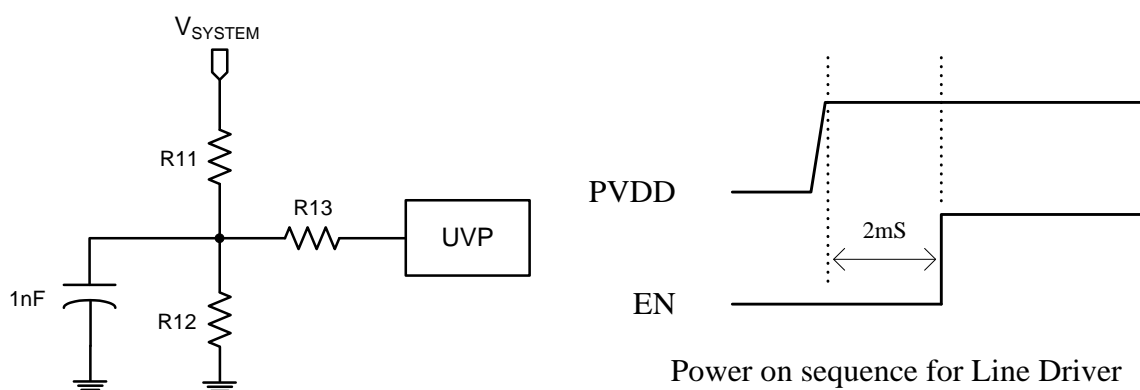 VSYSTEM
R11
R13
UVP
1nF
R12
PVDD
2mS
EN
Power on sequence for Line Driver